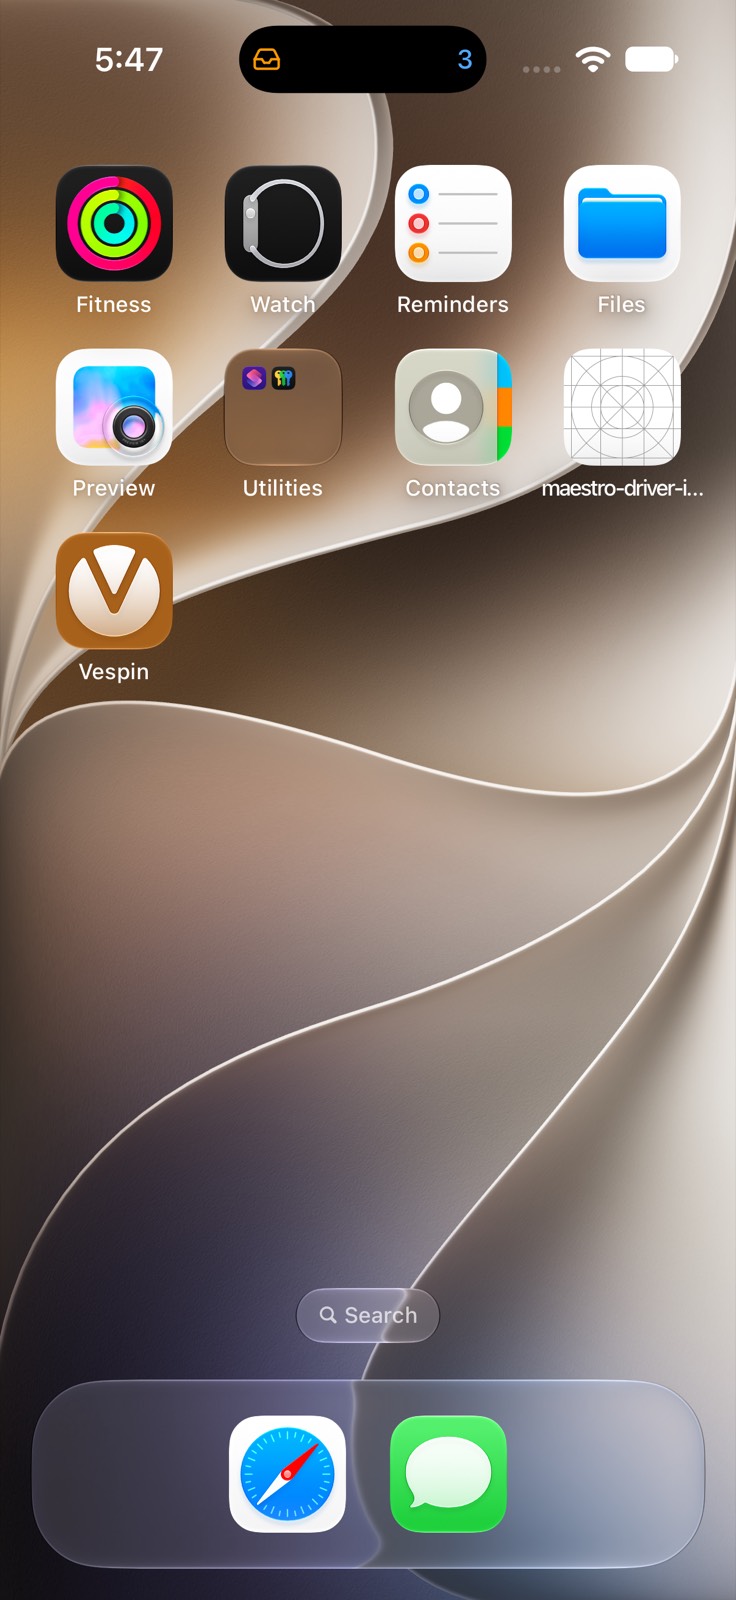 5:47
3
Fitness
Watch
Reminders
Files
Preview
Utilities
Contacts
maestro-driver-i...
Vespin
Search